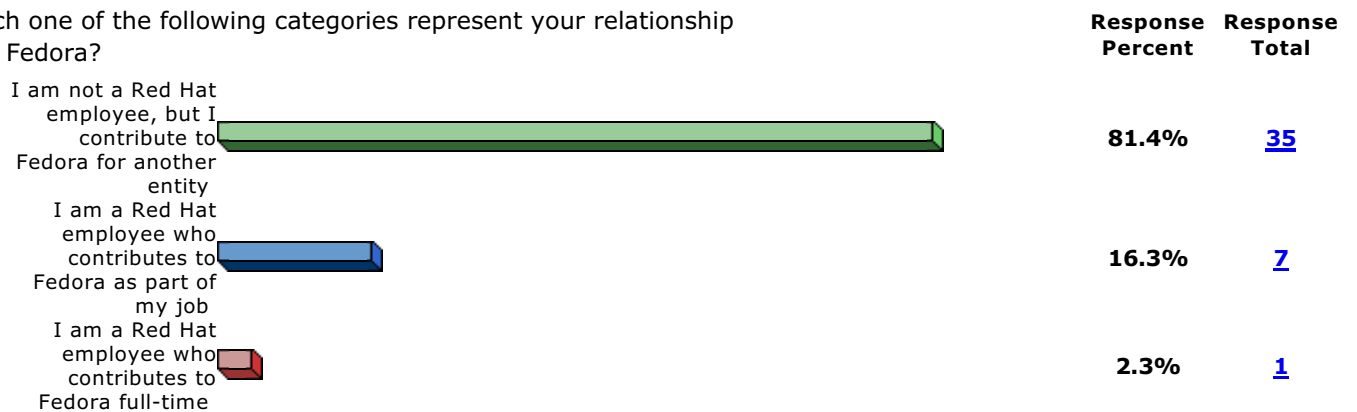 ch one of the following categories represent your relationship
Fedora?
Response Percent
Response Total
I am not a Red Hat
employee, but I
contribute to
Fedora for another
entity
81.4%
35
I am a Red Hat
employee who
contributes to
Fedora as part of
my job
16.3%
7
I am a Red Hat
employee who
contributes to
Fedora full-time
2.3%
1